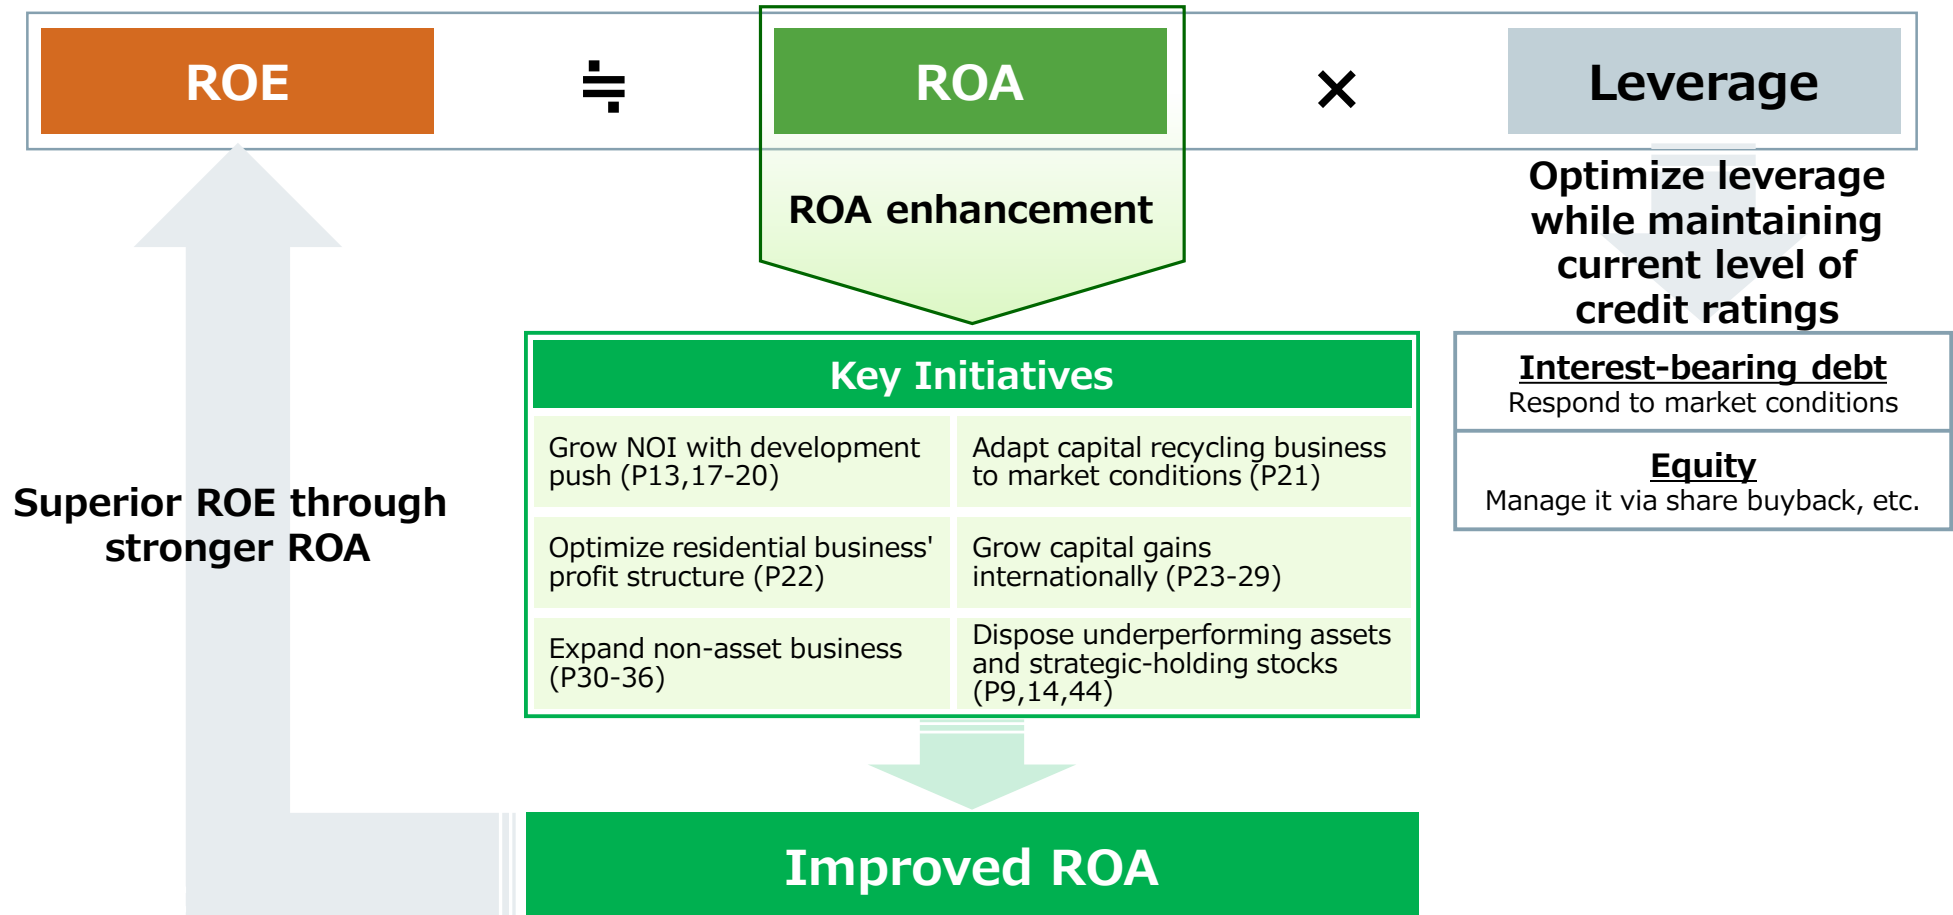 ROE ≒ ROA × Leverage
ROA enhancement
Optimize leverage
while maintaining
current level of
credit ratings
Key Initiatives
Grow NOI with development
push (P13,17-20)
Adapt capital recycling business
to market conditions (P21)
Optimize residential business'
profit structure (P22)
Grow capital gains
internationally (P23-29)
Expand non-asset business
(P30-36)
Dispose underperforming assets
and strategic-holding stocks
(P9,14,44)
Interest-bearing debt
Respond to market conditions
Equity
Manage it via share buyback, etc.
Superior ROE through
stronger ROA
Improved ROA